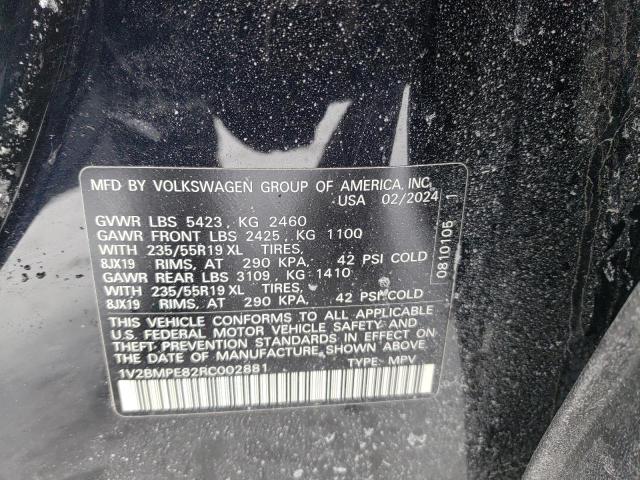 MFD BY VOLKSWAGEN GROUP OF AMERICA, INC.
USA 02/2024
GVWR LBS 5423 , KG 2460
GAWR FRONT LBS 2425 , KG 1100
WITH 235/55R19 XL TIRES,
8JX19 RIMS, AT 290 KPA, 42 PSI COLD
GAWR REAR LBS 3109 , KG 1410
WITH 235/55R19 XL TIRES,
8JX19 RIMS, AT 290 KPA, 42 PSI COLD
THIS VEHICLE CONFORMS TO ALL APPLICABLE
U.S. FEDERAL MOTOR VEHICLE SAFETY AND
THEFT PREVENTION STANDARDS IN EFFECT ON
THE DATE OF MANUFACTURE SHOWN ABOVE.
1V2BMPE82RC002881 TYPE- MPV
0810106 1